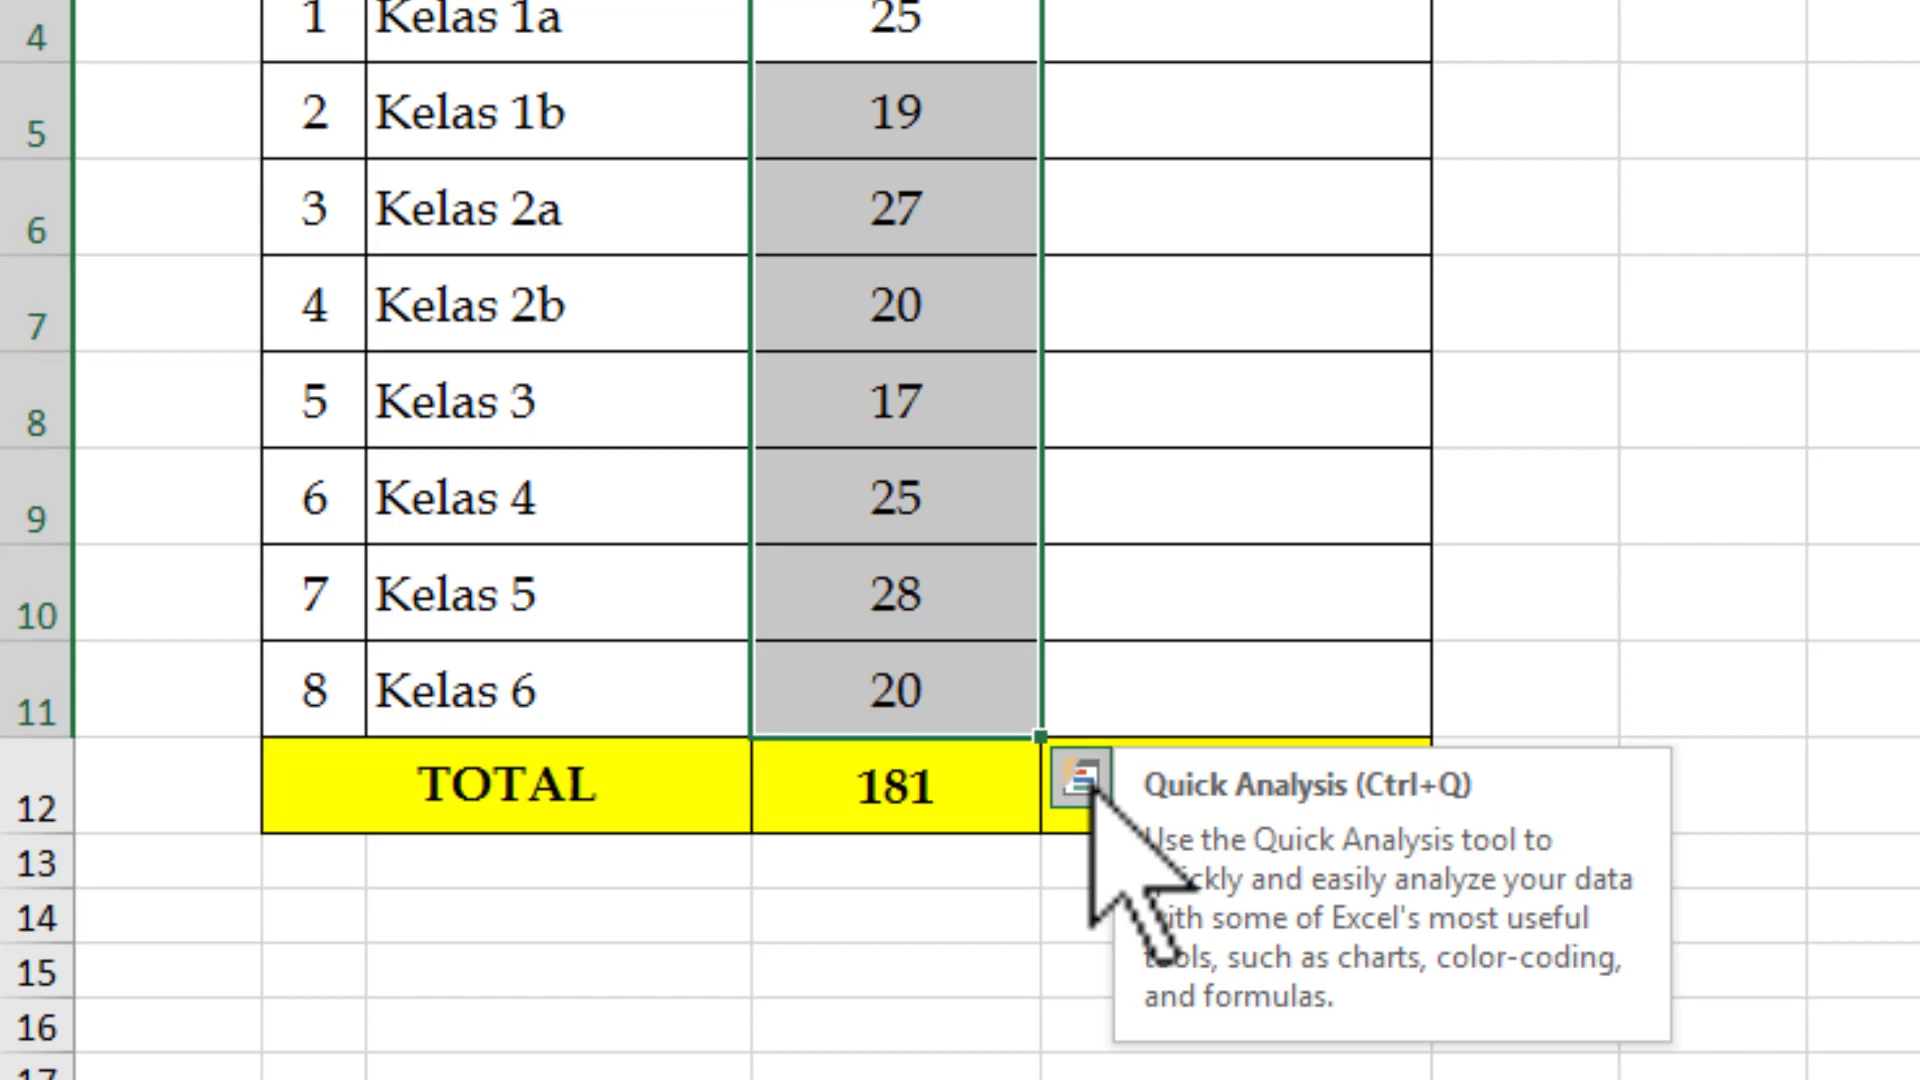 4 1 Kelas 1a 25
5 2 Kelas 1b 19
6 3 Kelas 2a 27
7 4 Kelas 2b 20
8 5 Kelas 3 17
9 6 Kelas 4 25
10 7 Kelas 5 28
11 8 Kelas 6 20
12 TOTAL 181
Quick Analysis (Ctrl+Q)
Use the Quick Analysis tool to
quickly and easily analyze your data
with some of Excel's most useful
tools, such as charts, color-coding,
and formulas.
13
14
15
16
17